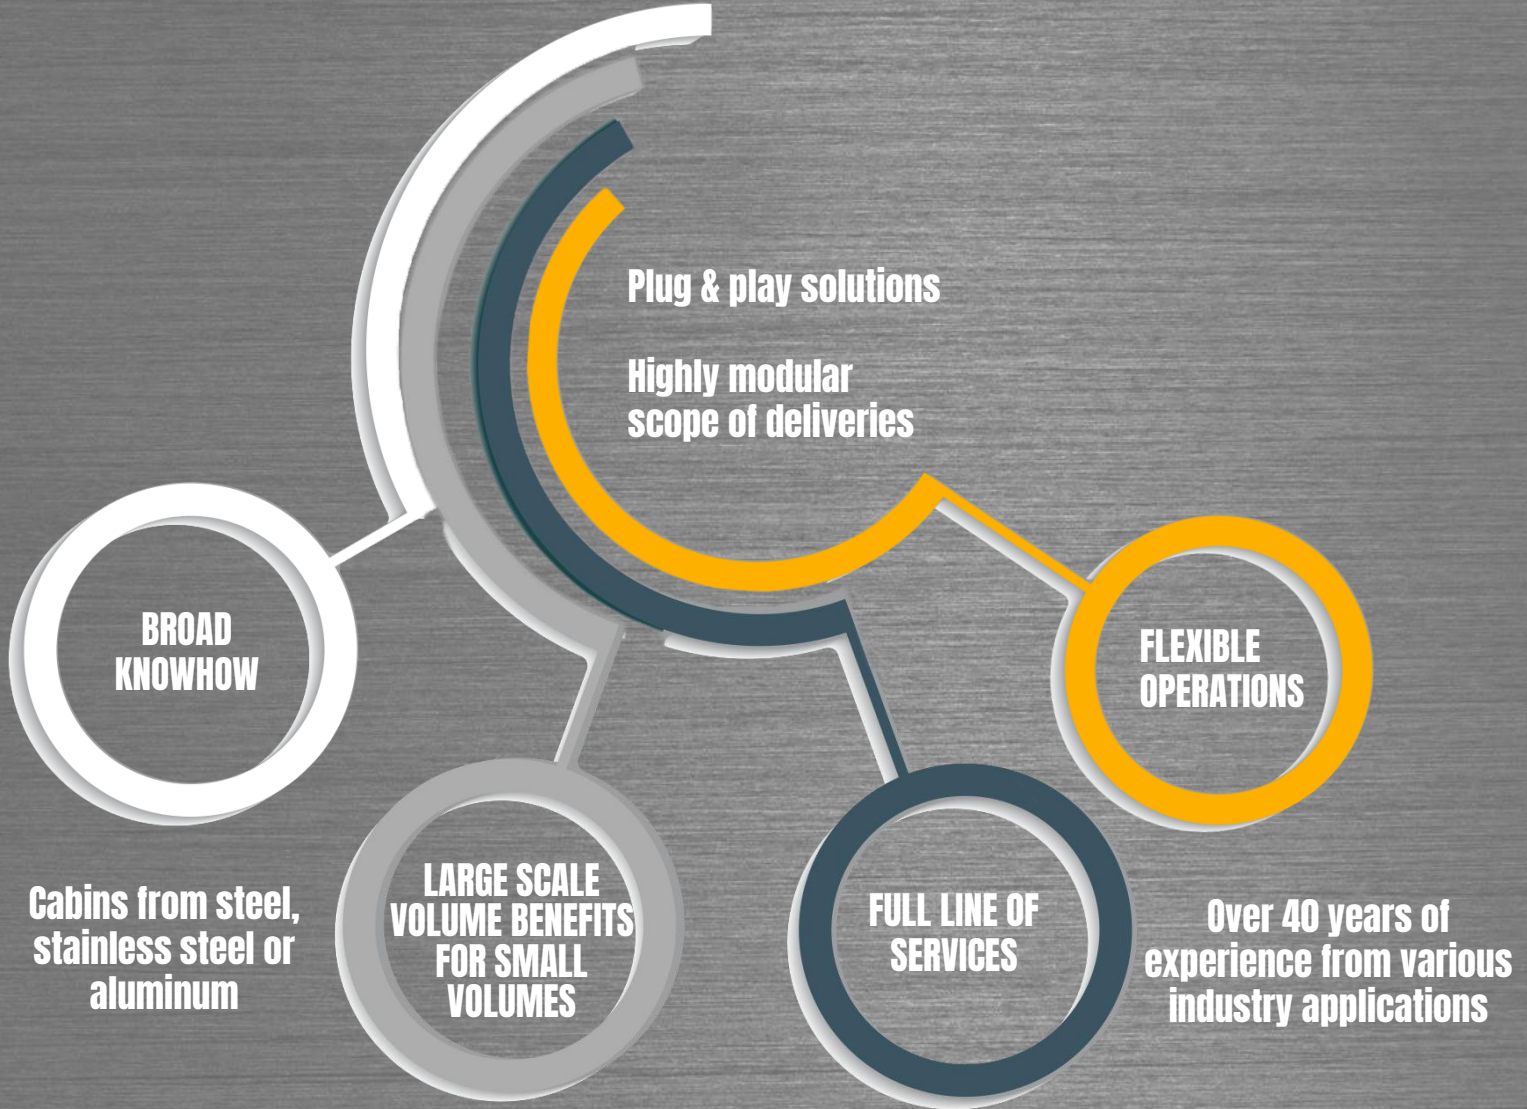 Plug & play solutions
Highly modular
scope of deliveries
BROAD
KNOWHOW
FLEXIBLE
OPERATIONS
LARGE SCALE
VOLUME BENEFITS
FOR SMALL
VOLUMES
FULL LINE OF
SERVICES
Cabins from steel,
stainless steel or
aluminum
Over 40 years of
experience from various
industry applications